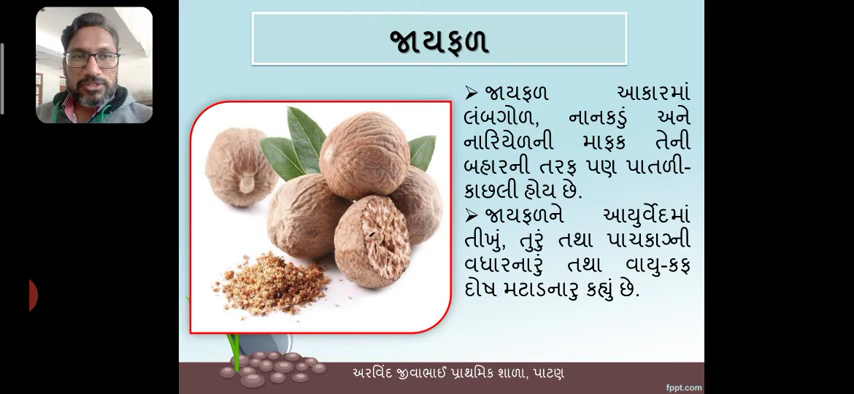 જાયફળ
➤ જાયફળ આકારમાં
લંબગોળ, નાનકડું અને
નારિયેળની માફક તેની
બહારની તરફ પણ પાતળી-
કાછલી હોય છે.
➤ જાયફળને આયુર્વેદમાં
તીખું, તુરું તથા પાચકાગ્ની
વધારનારું તથા વાયુ-કફ
દોષ મટાડનારુ કહ્યું છે.
અરવિંદ જીવાભાઈ પ્રાથમિક શાળા, પાટણ
fppt.com